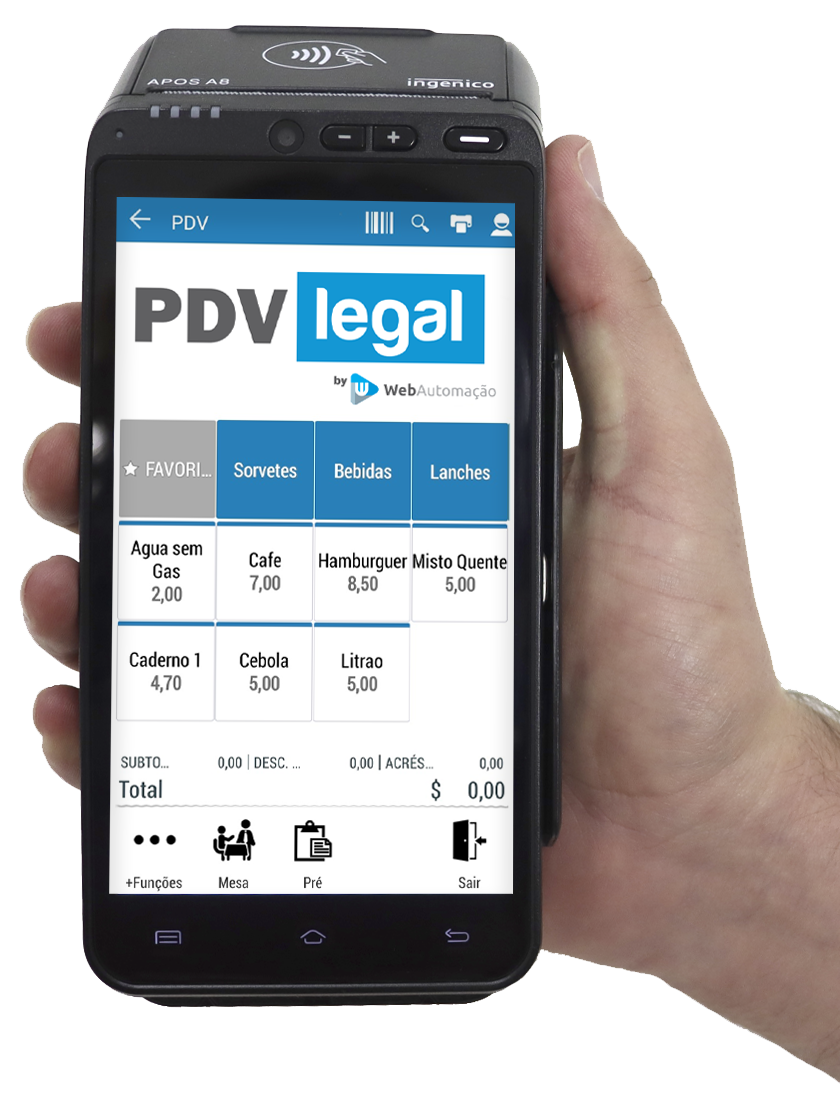 APOS A8
ingenico
PDV
PDV legal
by WebAutomação
FAVORI... Sorvetes Bebidas Lanches
Agua sem Gas
2,00
Cafe
7,00
Hamburguer
8,50
Misto Quente
5,00
Caderno 1
4,70
Cebola
5,00
Litrao
5,00
SUBTO... 0,00 | DESC. ... 0,00 | ACRÉS... 0,00
Total $ 0,00
+Funções Mesa Pré Sair